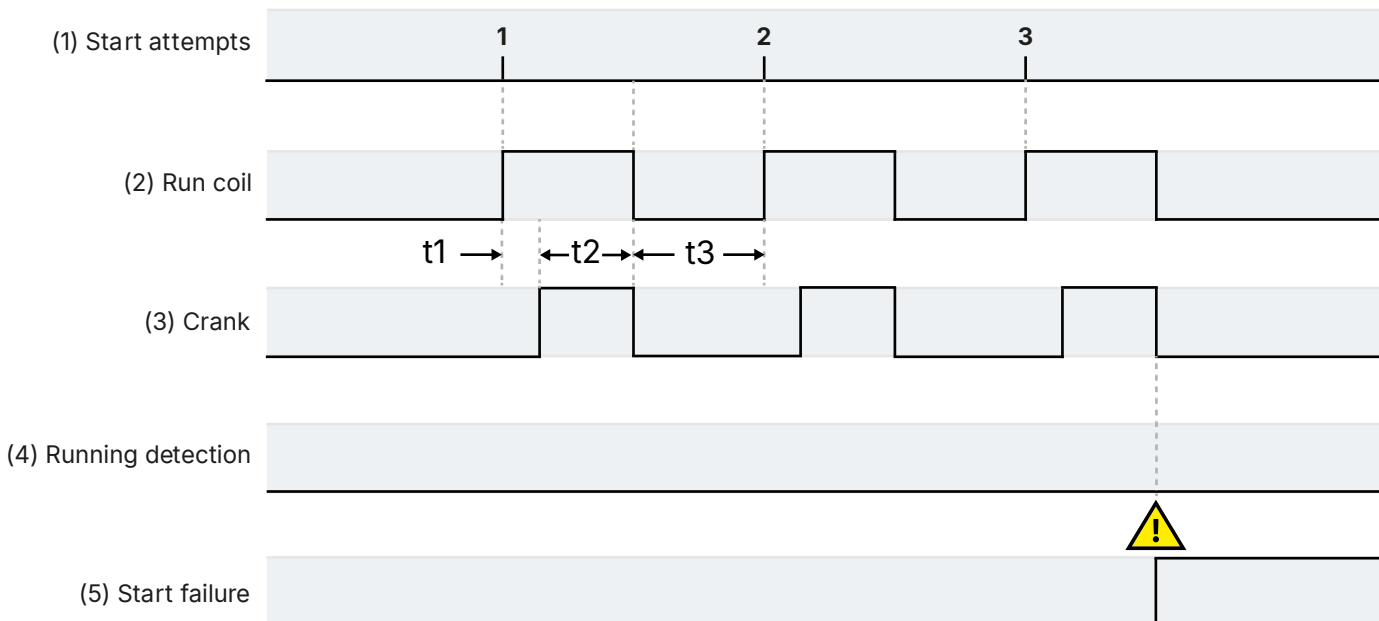 (1) Start attempts
1 2 3
(2) Run coil
t1 t2 t3
(3) Crank
(4) Running detection
!
(5) Start failure